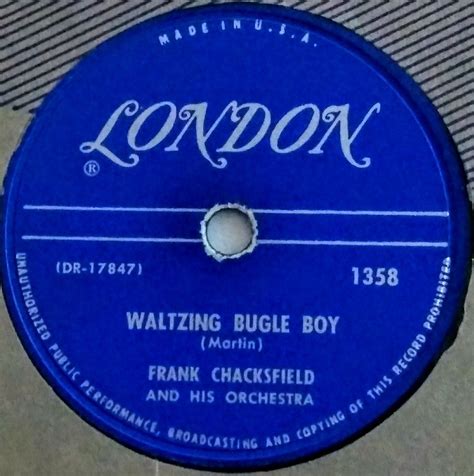 MADE IN U.S.A.
LONDON
®
(DR-17847)
1358
WALTZING BUGLE BOY
(Martin)
FRANK CHACKSFIELD
AND HIS ORCHESTRA
UNAUTHORIZED PUBLIC PERFORMANCE, BROADCASTING AND COPYING OF THIS RECORD PROHIBITED